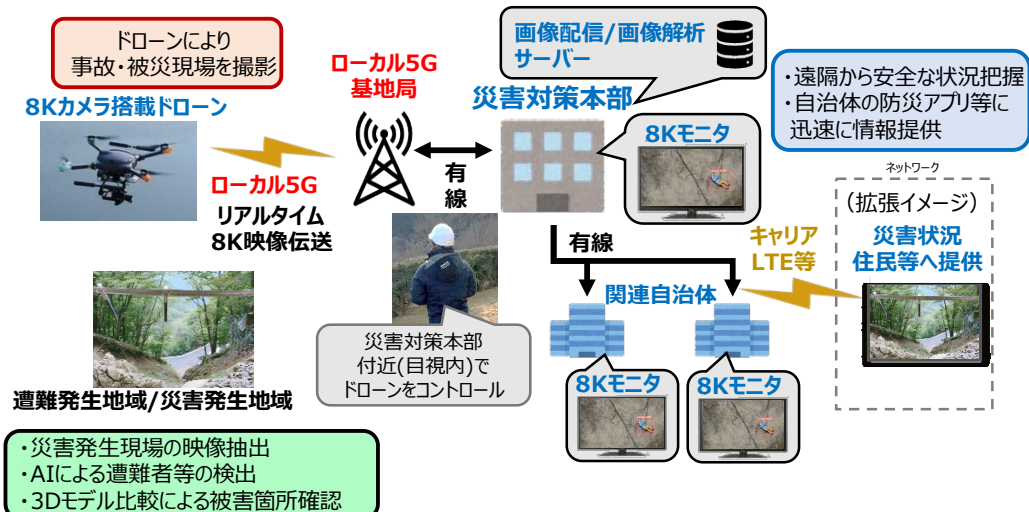 ドローンにより
事故・被災現場を撮影
8Kカメラ搭載ドローン
ローカル5G
リアルタイム
8K映像伝送
ローカル5G
基地局
有
線
画像配信/画像解析
サーバー
災害対策本部
8Kモニタ
・遠隔から安全な状況把握
・自治体の防災アプリ等に
迅速に情報提供
ネットワーク
(拡張イメージ)
災害状況
住民等へ提供
キャリア
LTE等
有線
関連自治体
8Kモニタ
8Kモニタ
災害対策本部
付近(目視内)で
ドローンをコントロール
遭難発生地域/災害発生地域
・災害発生現場の映像抽出
・AIによる遭難者等の検出
・3Dモデル比較による被害箇所確認